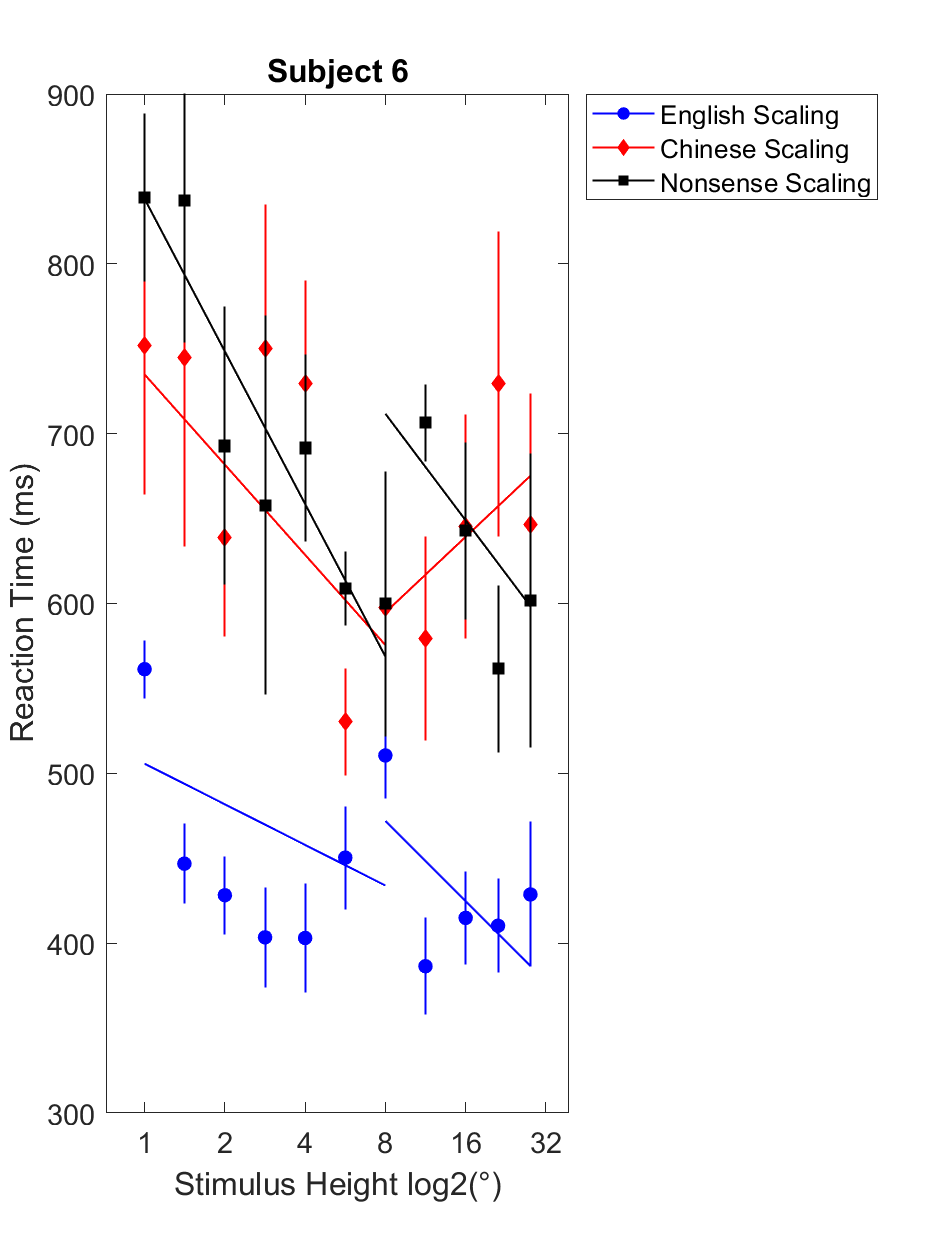 Subject 6
English Scaling
Chinese Scaling
Nonsense Scaling
900
800
700
600
500
400
300
Reaction Time (ms)
1 2 4 8 16 32
Stimulus Height log2(°)